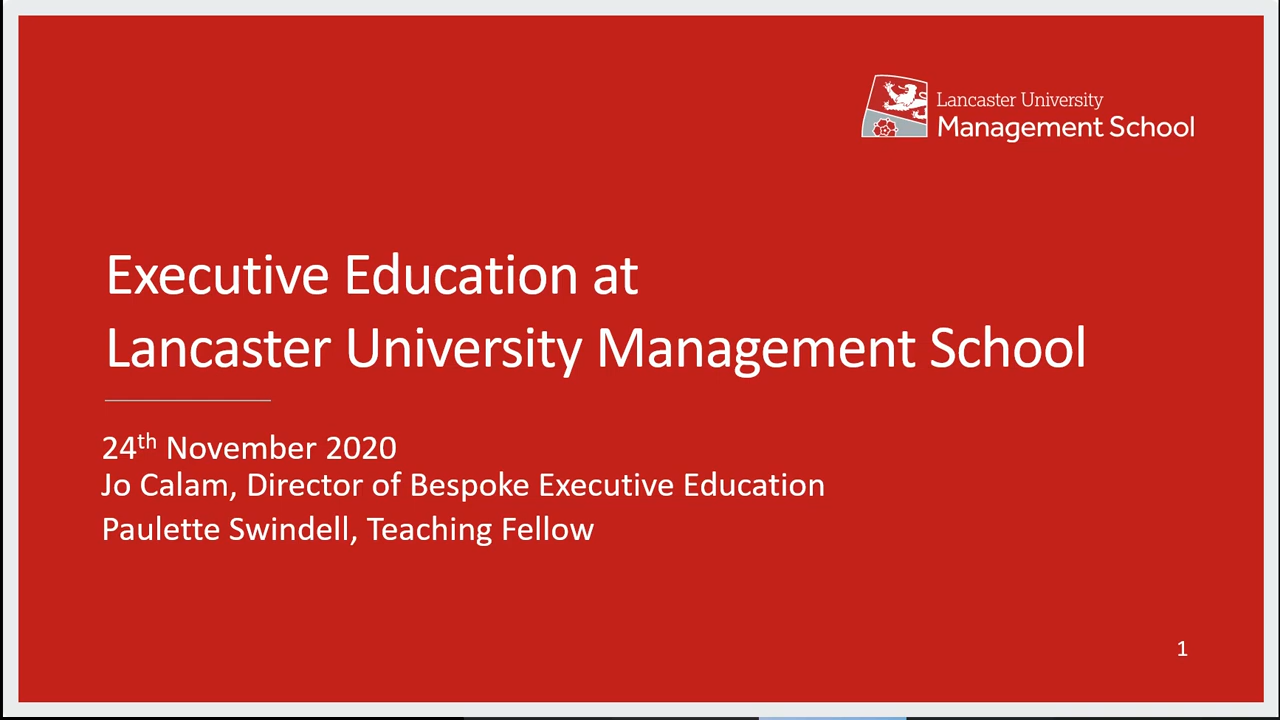 Lancaster University
Management School
Executive Education at
Lancaster University Management School
24th November 2020
Jo Calam, Director of Bespoke Executive Education
Paulette Swindell, Teaching Fellow
1